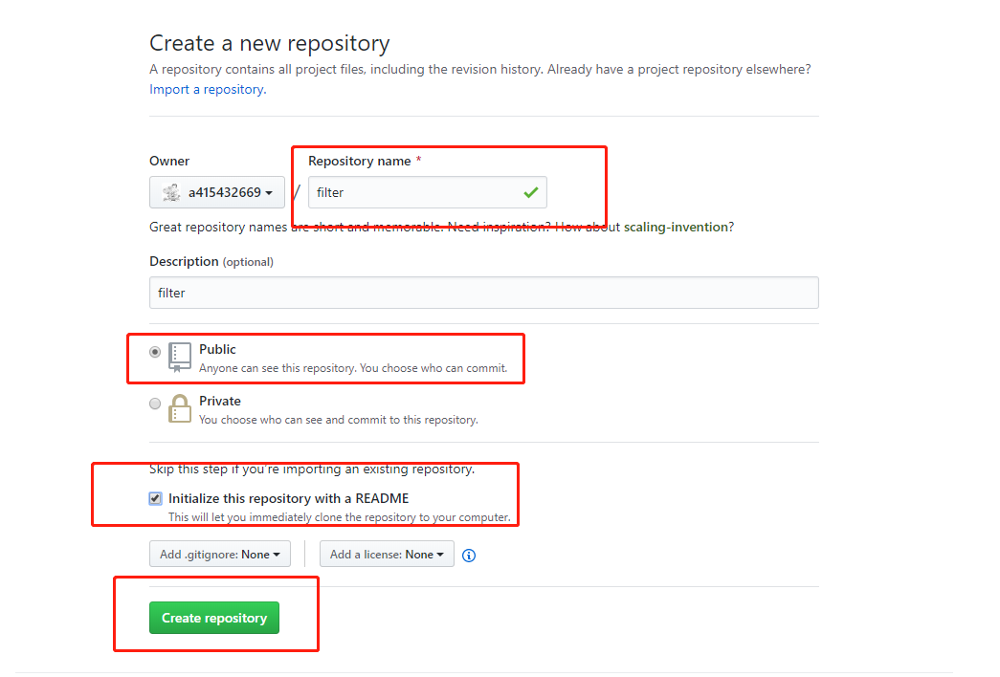 Create a new repository
A repository contains all project files, including the revision history. Already have a project repository elsewhere?
Import a repository.
Owner
Repository name *
a415432669
/
filter
Great repository names are short and memorable. Need inspiration? How about scaling-invention?
Description (optional)
filter
Public
Anyone can see this repository. You choose who can commit.
Private
You choose who can see and commit to this repository.
Skip this step if you're importing an existing repository.
Initialize this repository with a README
This will let you immediately clone the repository to your computer.
Add .gitignore: None
Add a license: None
Create repository